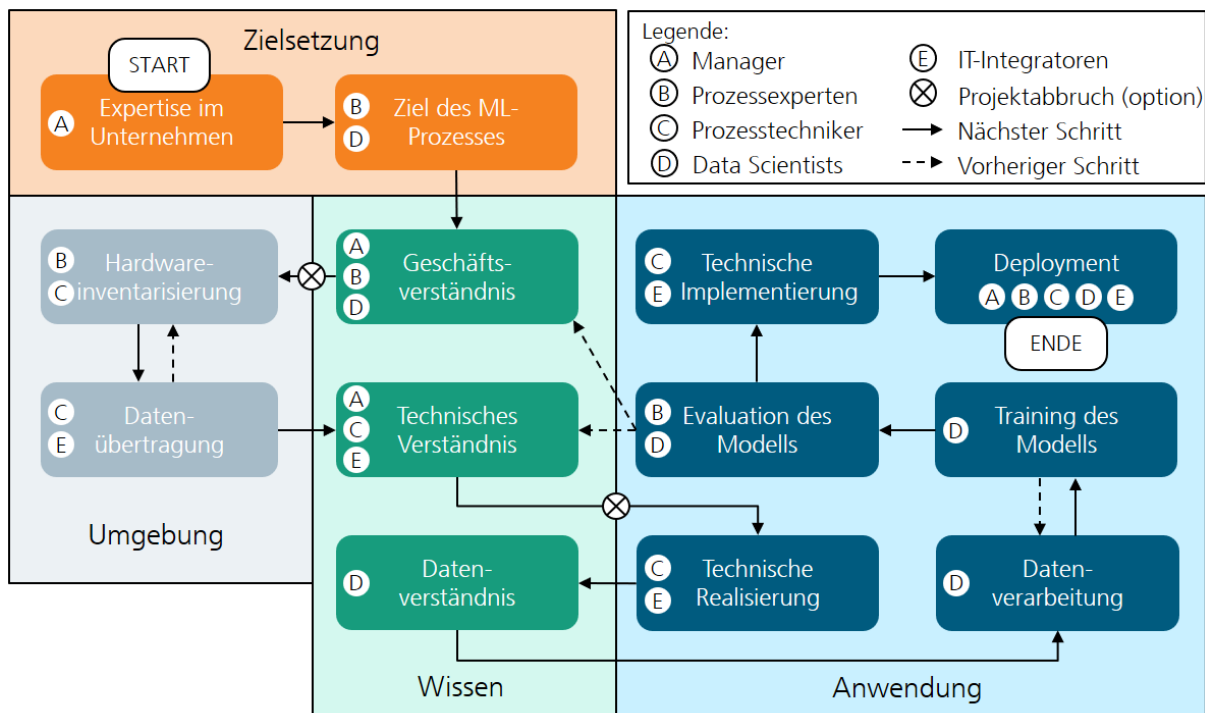 Zielsetzung
START
A
Expertise im
Unternehmen
B
D
Ziel des ML-
Prozesses
Legende:
A Manager
B Prozessexperten
C Prozesstechniker
D Data Scientists
E IT-Integratoren
Projektabbruch (option)
Nächster Schritt
Vorheriger Schritt
B
C
Hardware-
inventarisierung
A
B
D
Geschäfts-
verständnis
C
E
Technische
Implementierung
Deployment
A B C D E
ENDE
C
E
Daten-
übertragung
A
C
E
Technisches
Verständnis
B
D
Evaluation des
Modells
D
Training des
Modells
Umgebung
D
Daten-
verständnis
C
E
Technische
Realisierung
D
Daten-
verarbeitung
Wissen
Anwendung